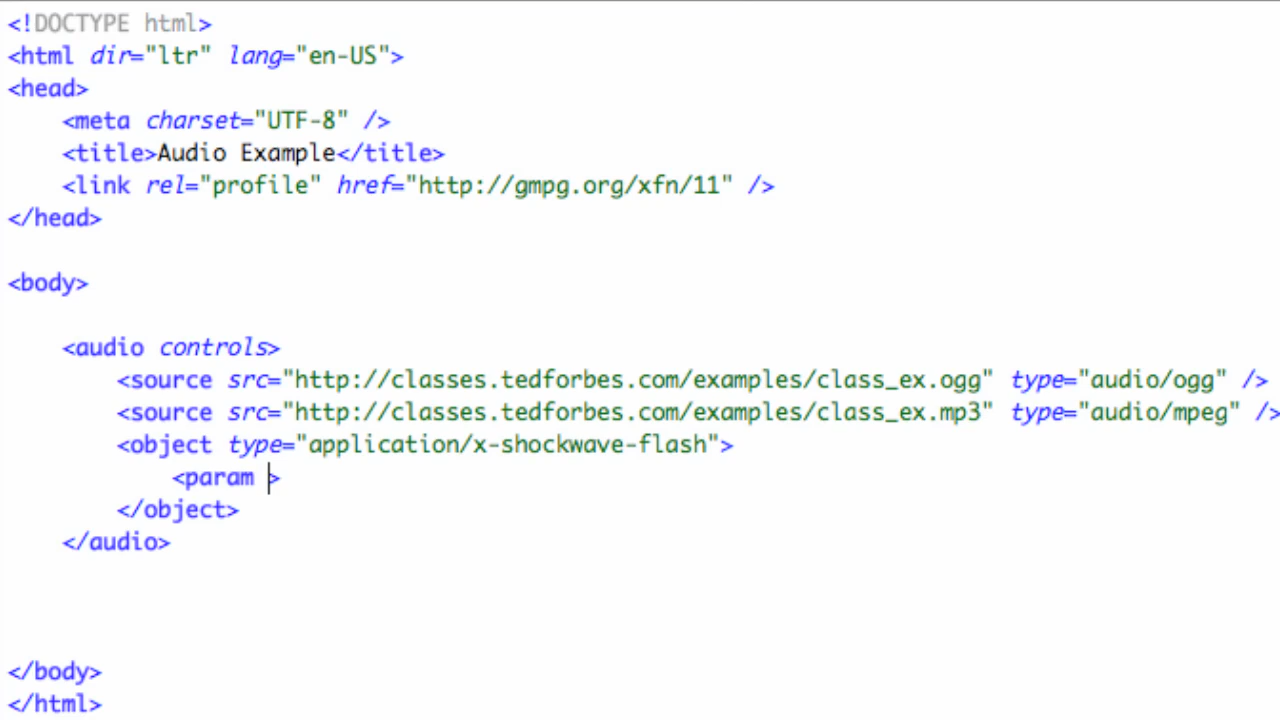 <!DOCTYPE html>
<html dir="ltr" lang="en-US">
<head>
<meta charset="UTF-8" />
<title>Audio Example</title>
<link rel="profile" href="http://gmpg.org/xfn/11" />
</head>
<body>
<audio controls>
<source src="http://classes.tedforbes.com/examples/class_ex.ogg" type="audio/ogg" />
<source src="http://classes.tedforbes.com/examples/class_ex.mp3" type="audio/mpeg" />
<object type="application/x-shockwave-flash">
<param >
</object>
</audio>
</body>
</html>